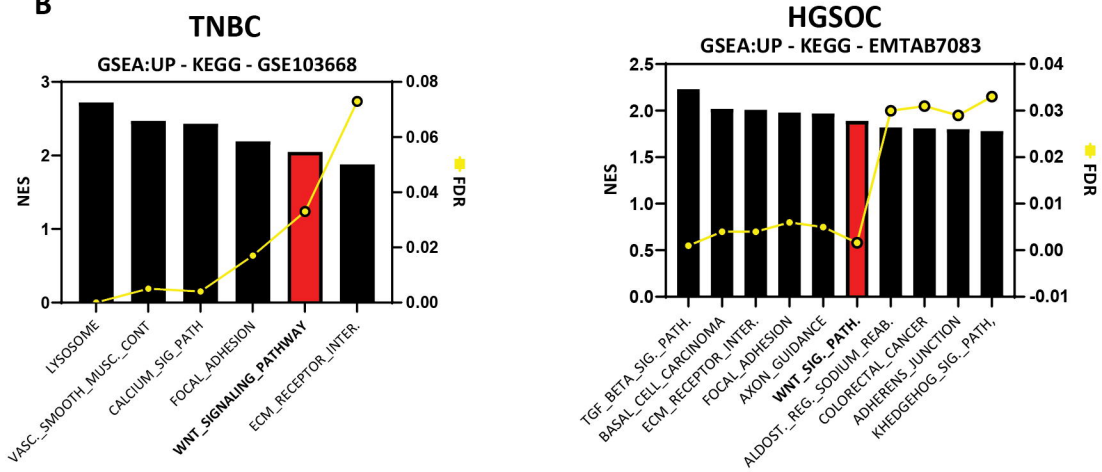 B
TNBC
GSEA:UP - KEGG - GSE103668
3
2
1
0
NES
0.08
0.06
0.04
0.02
0.00
FDR
LYSOSOME
VASC._SMOOTH_MUSC._CONT
CALCIUM_SIG_PATH
FOCAL_ADHESION
WNT_SIGNALING_PATHWAY
ECM_RECEPTOR_INTER.
HGSOC
GSEA:UP - KEGG - EMTAB7083
2.5
2.0
1.5
1.0
0.5
0.0
NES
0.04
0.03
0.02
0.01
0.00
-0.01
FDR
TGF_BETA_SIG._PATH.
BASAL_CELL_CARCINOMA
ECM_RECEPTOR_INTER.
FOCAL_ADHESION
AXON_GUIDANCE
WNT_SIG._PATH.
ALDOST._REG._SODIUM_REAB.
COLORECTAL_CANCER
ADHERENS_JUNCTION
KHEDGEHOG_SIG._PATH,